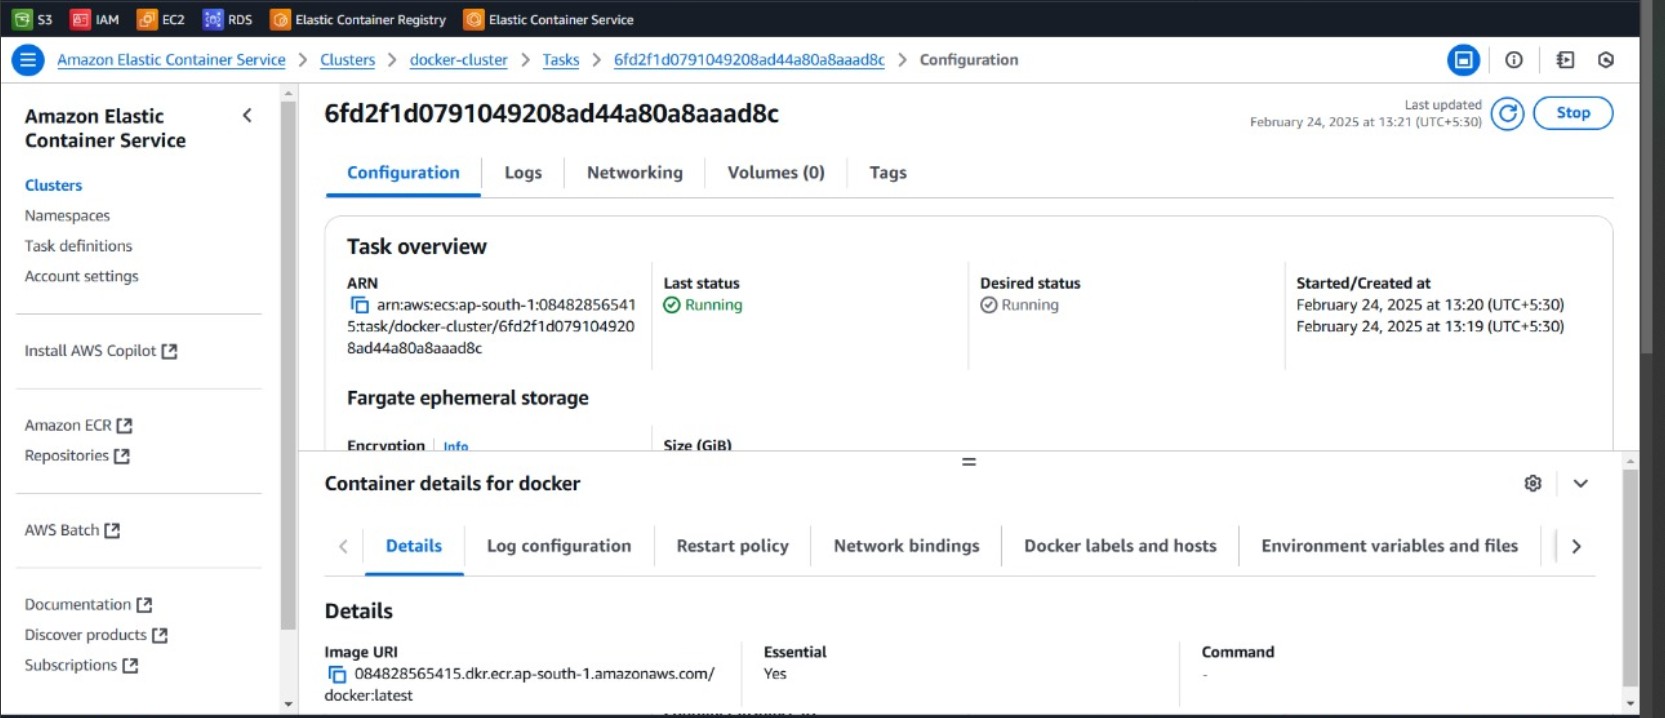 S3 IAM EC2 RDS Elastic Container Registry Elastic Container Service
Amazon Elastic Container Service > Clusters > docker-cluster > Tasks > 6fd2f1d0791049208ad44a80a8aaad8c > Configuration
Amazon Elastic
Container Service
Clusters
Namespaces
Task definitions
Account settings
Install AWS Copilot
Amazon ECR
Repositories
AWS Batch
Documentation
Discover products
Subscriptions
6fd2f1d0791049208ad44a80a8aaad8c
Last updated
February 24, 2025 at 13:21 (UTC+5:30)
Stop
Configuration Logs Networking Volumes (0) Tags
Task overview
ARN
arn:aws:ecs:ap-south-1:08482856541
5:task/docker-cluster/6fd2f1d079104920
8ad44a80a8aaad8c
Last status
Running
Desired status
Running
Started/Created at
February 24, 2025 at 13:20 (UTC+5:30)
February 24, 2025 at 13:19 (UTC+5:30)
Fargate ephemeral storage
Encryption Info
Size (GiB)
Container details for docker
Details Log configuration Restart policy Network bindings Docker labels and hosts Environment variables and files
Details
Image URI
084828565415.dkr.ecr.ap-south-1.amazonaws.com/
docker:latest
Essential
Yes
Command
-